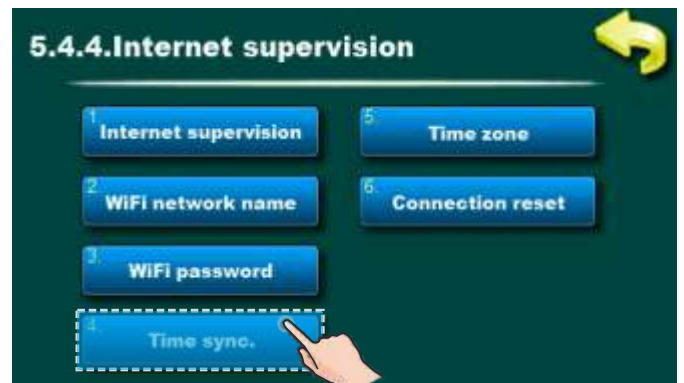 5.4.4.Internet supervision
1. Internet supervision
2. WiFi network name
3. WiFi password
4. Time sync.
5. Time zone
6. Connection reset